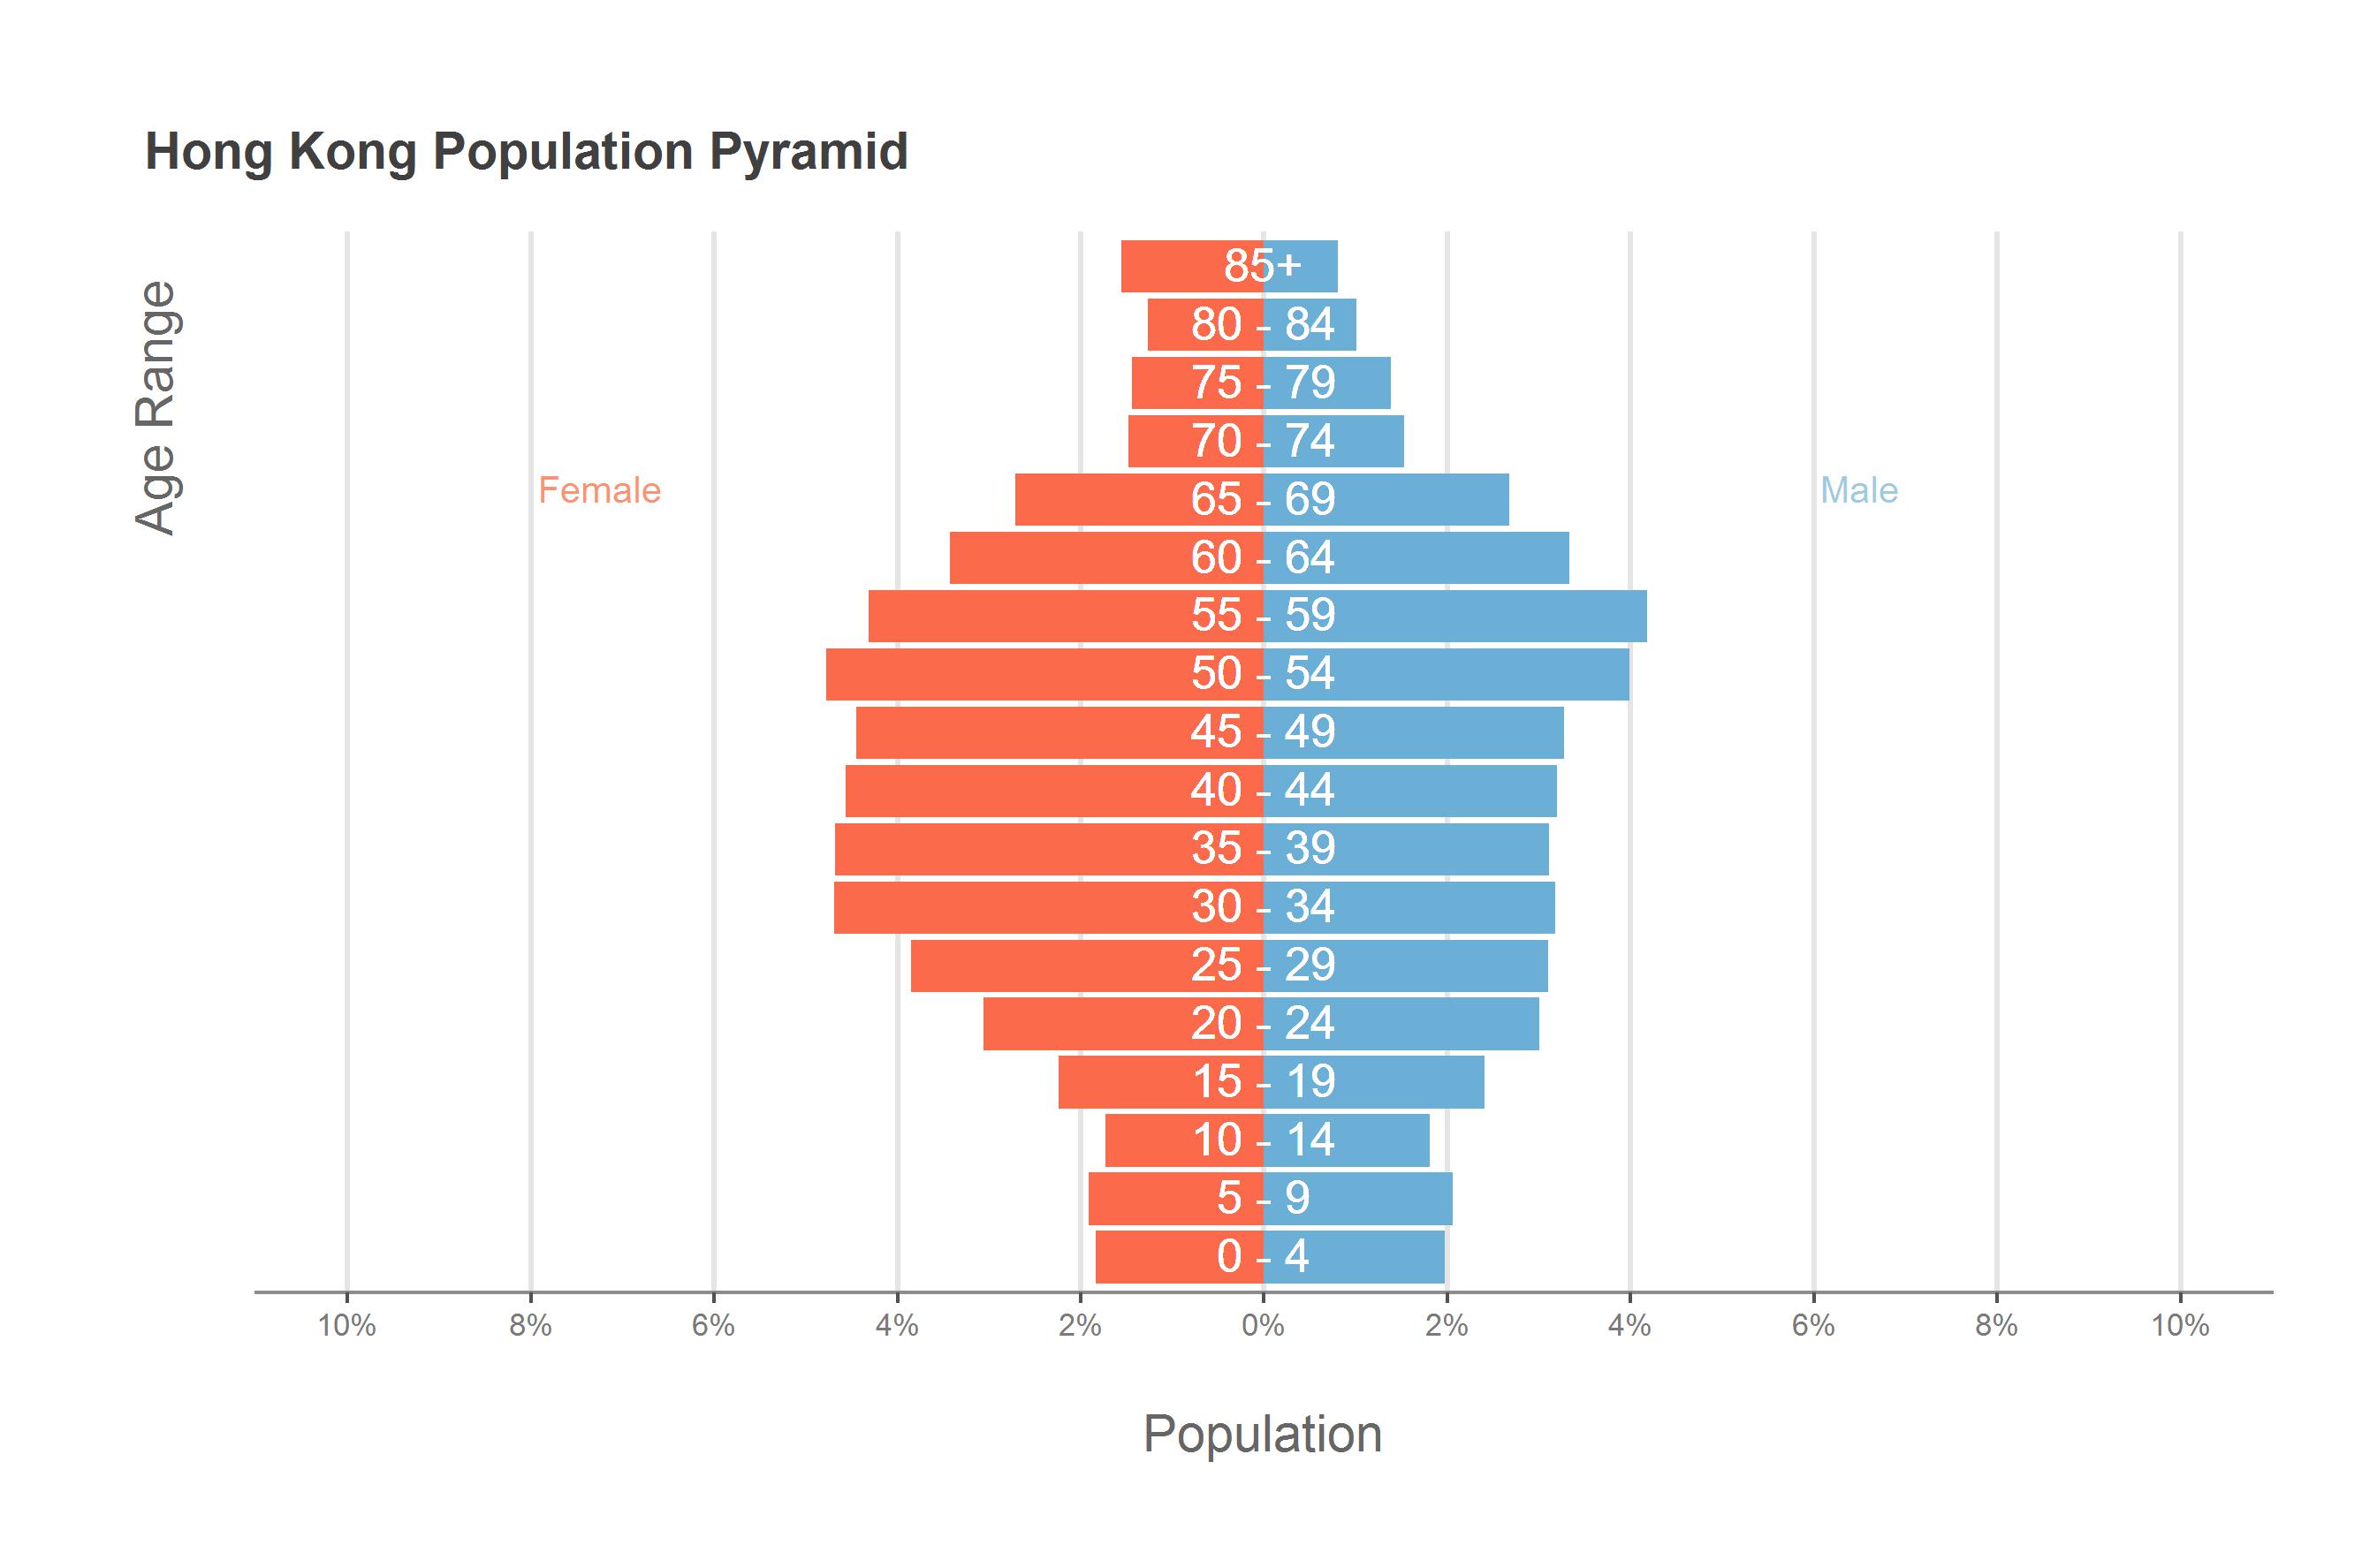 Hong Kong Population Pyramid
Age Range
85+
80 - 84
75 - 79
70 - 74
Female
Male
65 - 69
60 - 64
55 - 59
50 - 54
45 - 49
40 - 44
35 - 39
30 - 34
25 - 29
20 - 24
15 - 19
10 - 14
5 - 9
0 - 4
10% 8% 6% 4% 2% 0% 2% 4% 6% 8% 10%
Population